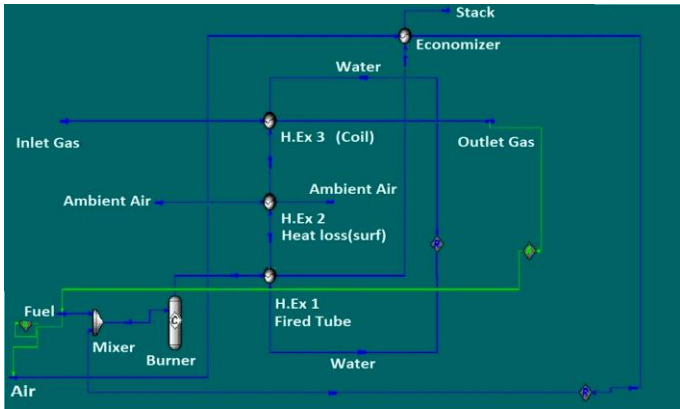 Stack
Economizer
Water
Inlet Gas
H.Ex 3 (Coil)
Outlet Gas
Ambient Air
Ambient Air
H.Ex 2
Heat loss(surf)
Fuel
H.Ex 1
Fired Tube
Mixer
Burner
Water
Air
C
R
R